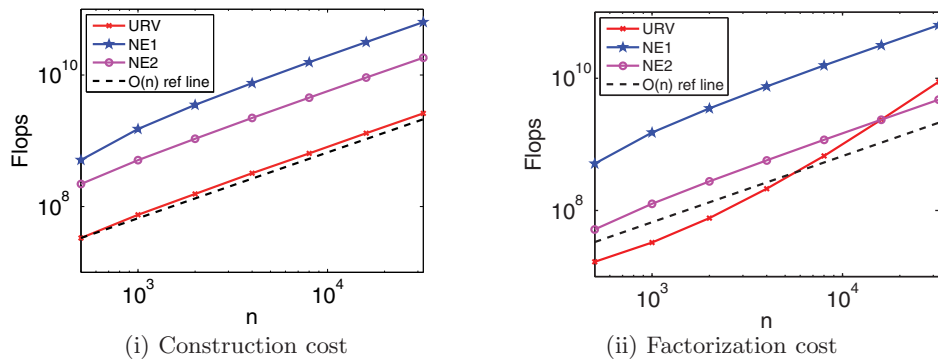 URV
NE1
NE2
O(n) ref line
10^10
10^8
Flops
10^3
10^4
n
(i) Construction cost
URV
NE1
NE2
O(n) ref line
10^10
10^8
Flops
10^3
10^4
n
(ii) Factorization cost